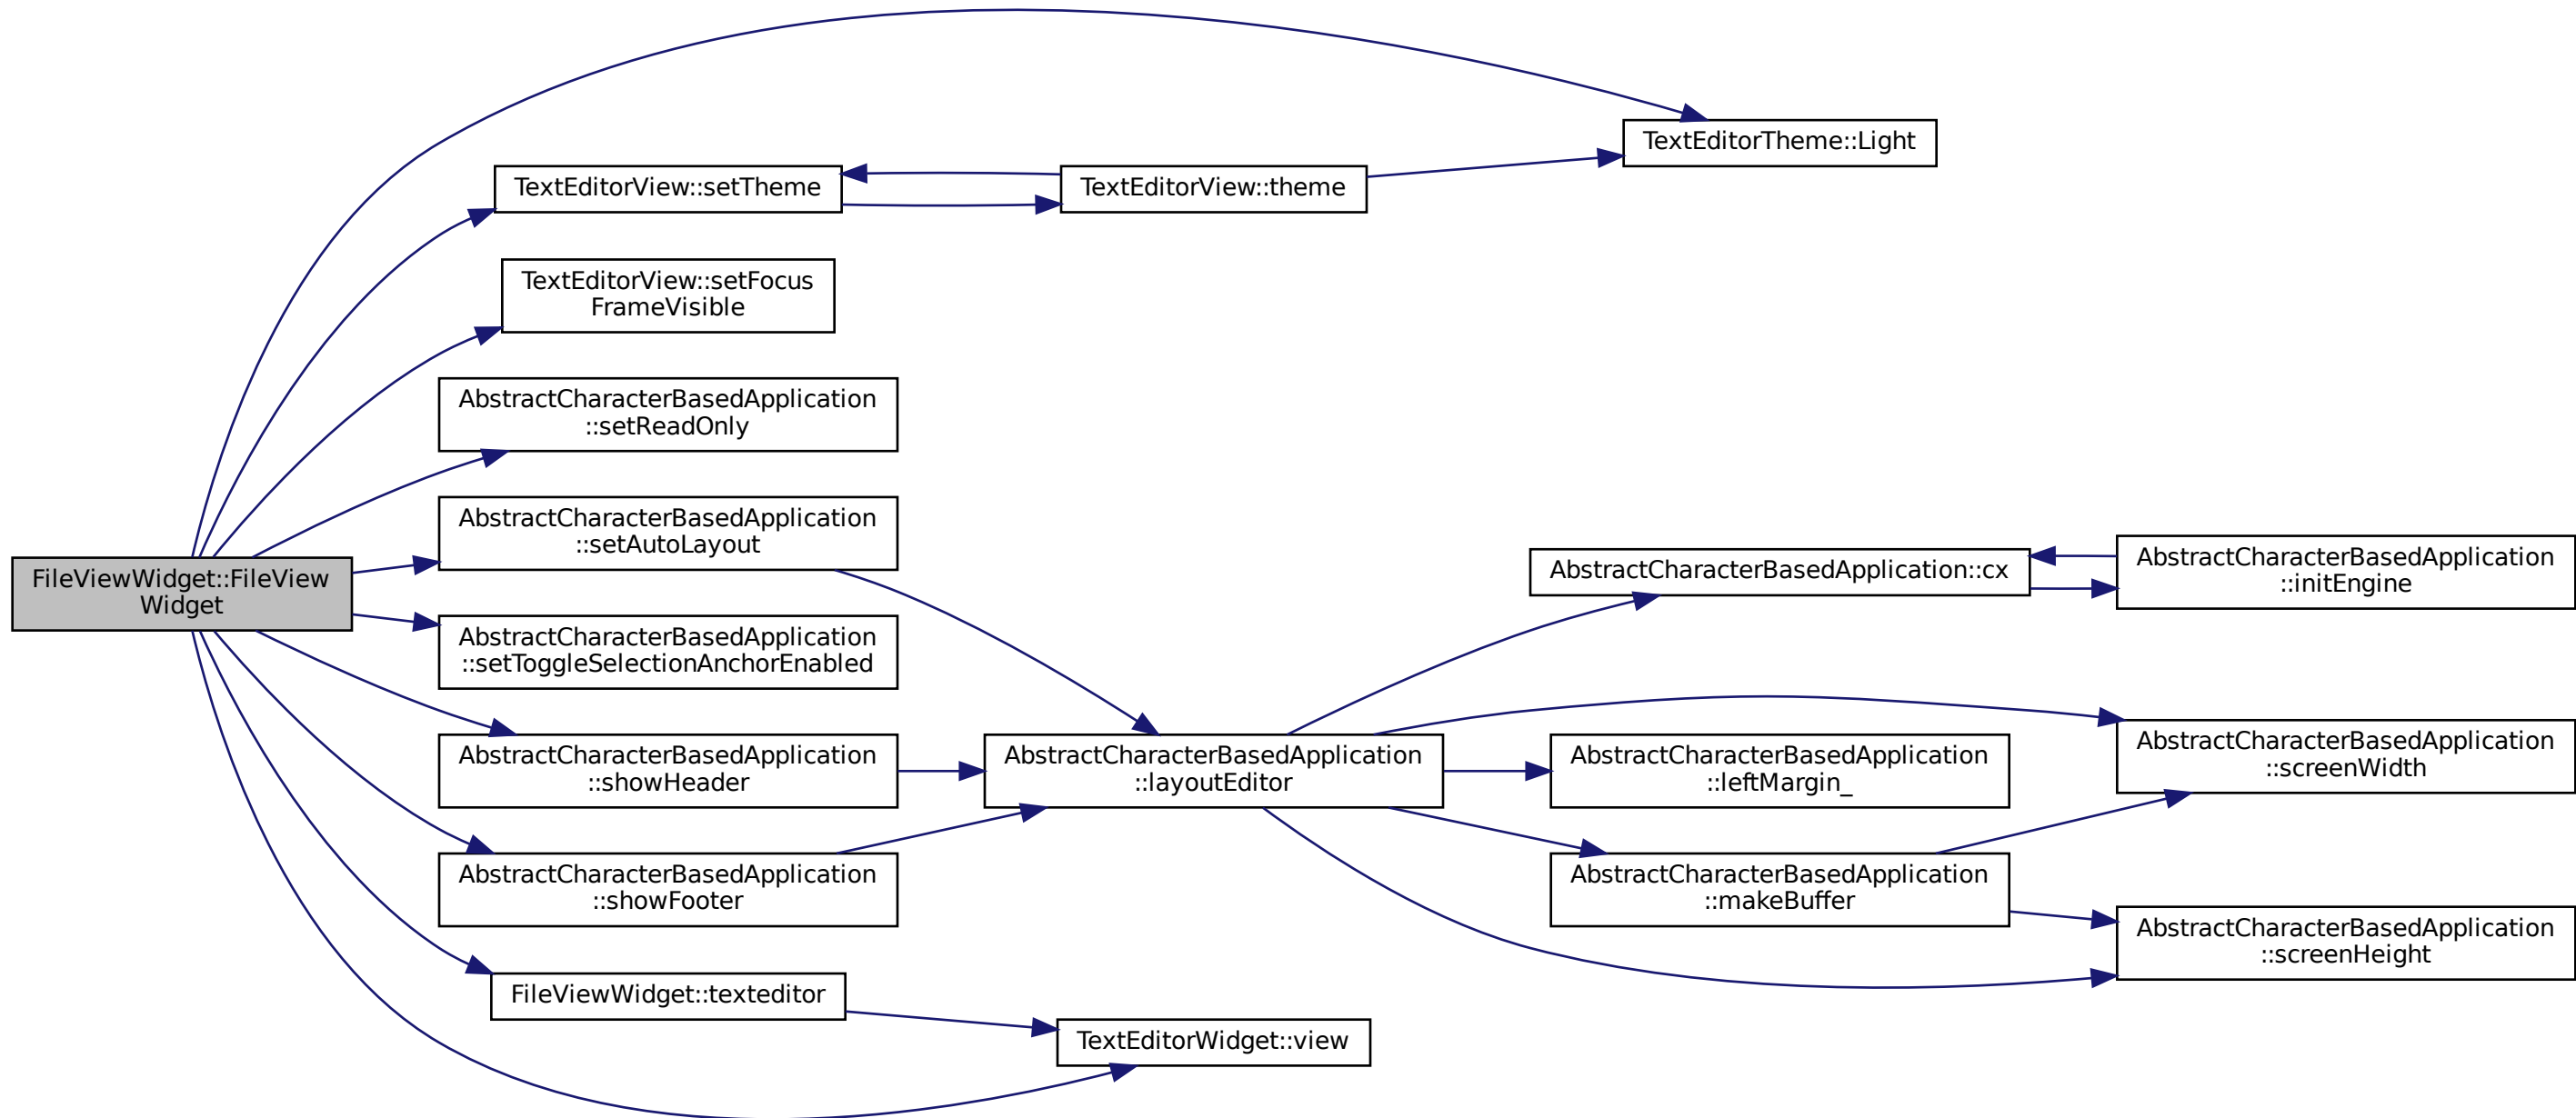 FileViewWidget::FileView
Widget
TextEditorTheme::Light
TextEditorView::setTheme
TextEditorView::theme
TextEditorView::setFocus
FrameVisible
AbstractCharacterBasedApplication
::setReadOnly
AbstractCharacterBasedApplication
::setAutoLayout
AbstractCharacterBasedApplication
::setToggleSelectionAnchorEnabled
AbstractCharacterBasedApplication
::showHeader
AbstractCharacterBasedApplication
::showFooter
FileViewWidget::texteditor
TextEditorWidget::view
AbstractCharacterBasedApplication
::layoutEditor
AbstractCharacterBasedApplication::cx
AbstractCharacterBasedApplication
::initEngine
AbstractCharacterBasedApplication
::leftMargin_
AbstractCharacterBasedApplication
::makeBuffer
AbstractCharacterBasedApplication
::screenWidth
AbstractCharacterBasedApplication
::screenHeight